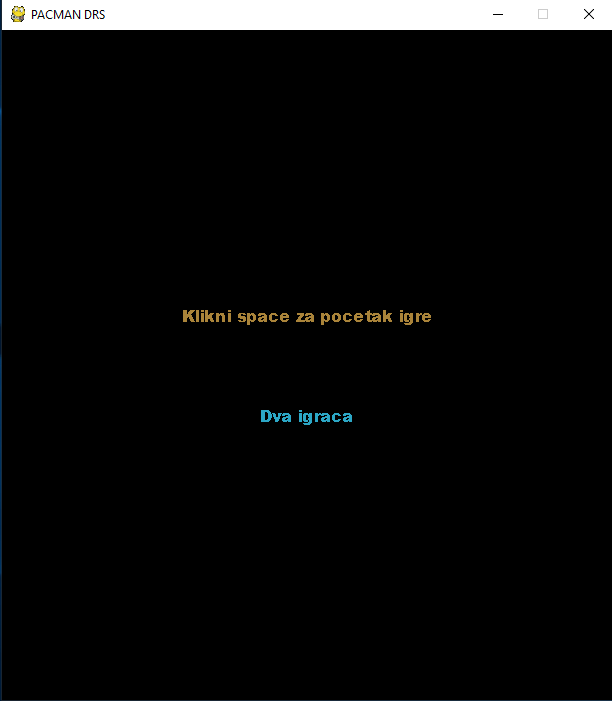 PACMAN DRS
Klikni space za pocetak igre
Dva igraca